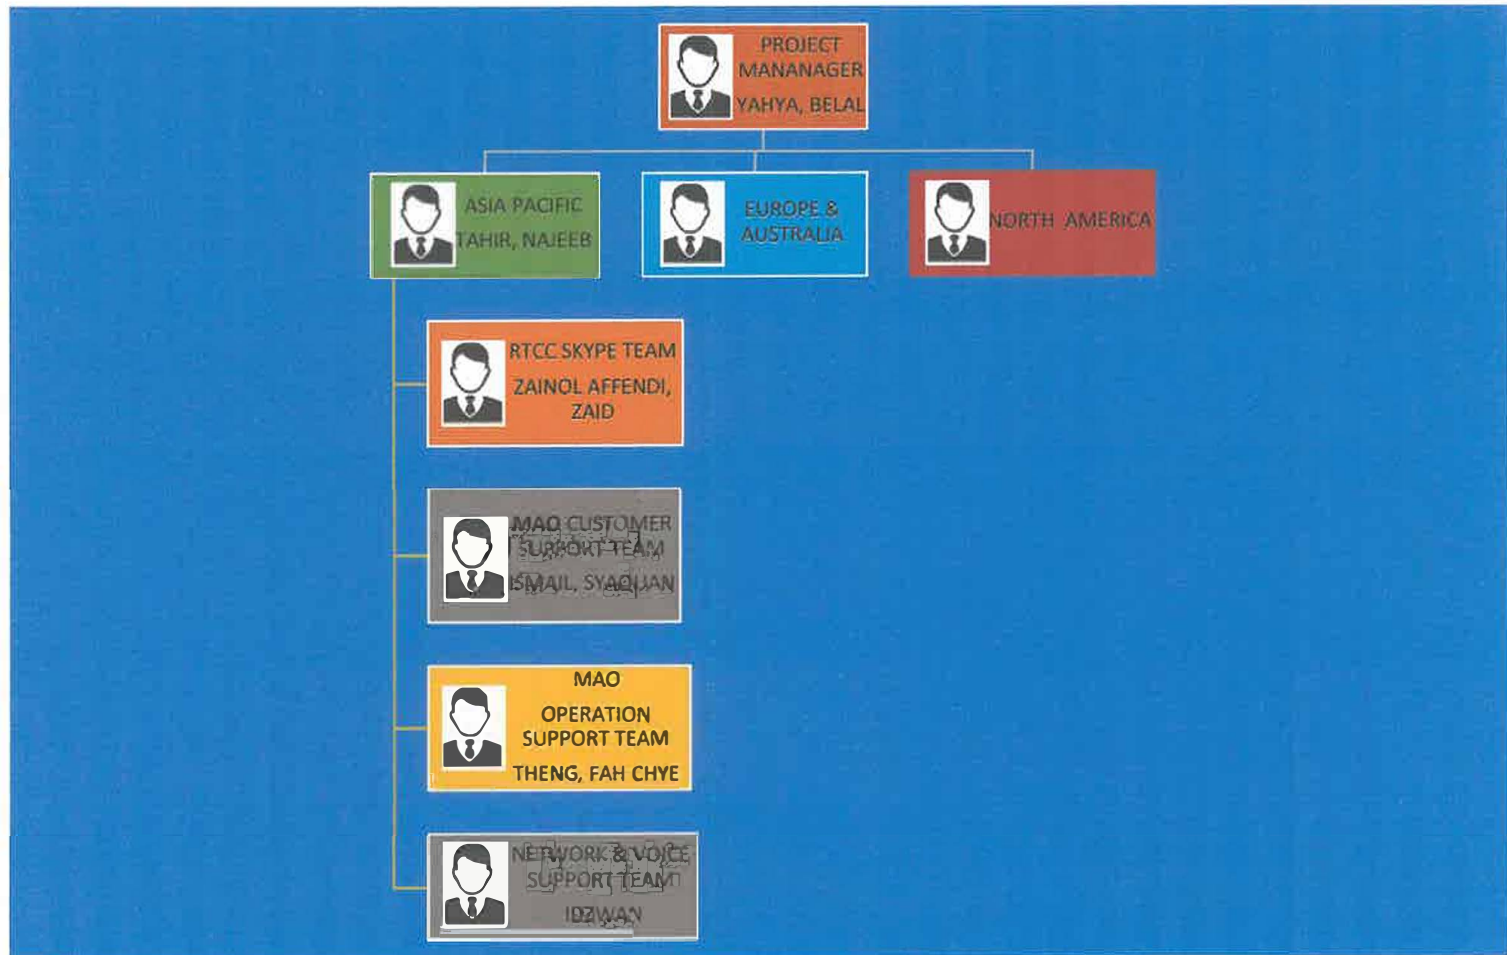 PROJECT
MANANAGER
YAHYA, BELAL
ASIA PACIFIC
TAHIR, NAJEEB
EUROPE &
AUSTRALIA
NORTH AMERICA
RTCC SKYPE TEAM
ZAINOL AFFENDI,
ZAID
MAO CUSTOMER
SUPPORT TEAM
ISMAIL, SYAQUAN
MAO
OPERATION
SUPPORT TEAM
THENG, FAH CHYE
NETWORK & VOICE
SUPPORT TEAM
IDZWAN